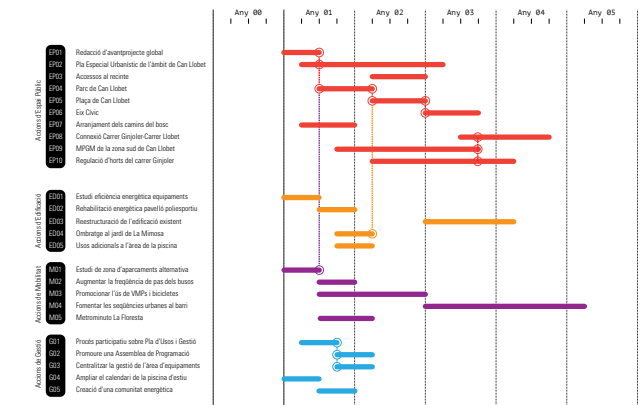 Any 00 Any 01 Any 02 Any 03 Any 04 Any 05
Accions d'Espai Públic
EP01 Redacció d'avantprojecte global
EP02 Pla Especial Urbanístic de l'àmbit de Can Llobet
EP03 Accessos al recinte
EP04 Parc de Can Llobet
EP05 Plaça de Can Llobet
EP06 Eix Cívic
EP07 Arranjament dels camins del bosc
EP08 Connexió Carrer Ginjoler-Carrer Llobet
EP09 MPGM de la zona sud de Can Llobet
EP10 Regulació d'horts del carrer Ginjoler
Accions d'Edificació
ED01 Estudi eficiència energètica equipaments
ED02 Rehabilitació energètica pavelló poliesportiu
ED03 Reestructuració de l'edificació existent
ED04 Ombratge al jardí de La Mimosa
ED05 Usos adicionals a l'àrea de la piscina
Accions de Mobilitat
M01 Estudi de zona d'aparcaments alternativa
M02 Augmentar la freqüència de pas dels busos
M03 Promocionar l'ús de VMPs i bicicletes
M04 Fomentar les seqüències urbanes al barri
M05 Metrominuto La Floresta
Accions de Gestió
G01 Procés participatiu sobre Pla d'Usos i Gestió
G02 Promoure una Assemblea de Programació
G03 Centralitzar la gestió de l'àrea d'equipaments
G04 Ampliar el calendari de la piscina d'estiu
G05 Creació d'una comunitat energètica